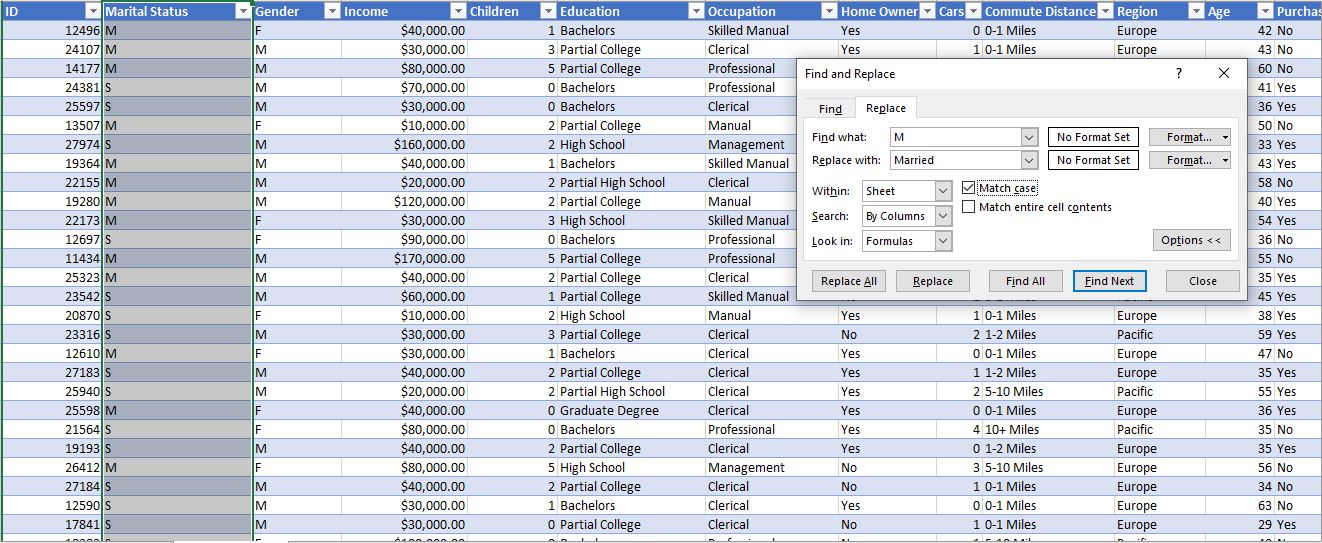 ID Marital Status Gender Income Children Education Occupation Home Owner Cars Commute Distance Region Age Purchas
12496 M F $40,000.00 1 Bachelors Skilled Manual Yes 0 0-1 Miles Europe 42 No
24107 M M $30,000.00 3 Partial College Clerical Yes 1 0-1 Miles Europe 43 No
14177 M M $80,000.00 5 Partial College Professional 60 No
24381 S M $70,000.00 0 Bachelors Professional 41 Yes
25597 S M $30,000.00 0 Bachelors Clerical 36 Yes
13507 M F $10,000.00 2 Partial College Manual 50 No
27974 S M $160,000.00 2 High School Management 33 Yes
19364 M M $40,000.00 1 Bachelors Skilled Manual 43 Yes
22155 M M $20,000.00 2 Partial High School Clerical 58 No
19280 M M $120,000.00 2 Partial College Manual 40 Yes
22173 M F $30,000.00 3 High School Skilled Manual 54 Yes
12697 S F $90,000.00 0 Bachelors Professional 36 No
11434 M M $170,000.00 5 Partial College Professional 55 No
25323 M M $40,000.00 2 Partial College Clerical 35 Yes
23542 S M $60,000.00 1 Partial College Skilled Manual 45 Yes
20870 S F $10,000.00 2 High School Manual Yes 1 0-1 Miles Europe 38 Yes
23316 S M $30,000.00 3 Partial College Clerical No 2 1-2 Miles Pacific 59 Yes
12610 M F $30,000.00 1 Bachelors Clerical Yes 0 0-1 Miles Europe 47 No
27183 S M $40,000.00 2 Partial College Clerical Yes 1 1-2 Miles Europe 35 Yes
25940 S M $20,000.00 2 Partial High School Clerical Yes 2 5-10 Miles Pacific 55 Yes
25598 M F $40,000.00 0 Graduate Degree Clerical Yes 0 0-1 Miles Europe 36 Yes
21564 S F $80,000.00 0 Bachelors Professional Yes 4 10+ Miles Pacific 35 No
19193 S M $40,000.00 2 Partial College Clerical Yes 0 1-2 Miles Europe 35 Yes
26412 M F $80,000.00 5 High School Management No 3 5-10 Miles Europe 56 No
27184 S M $40,000.00 2 Partial College Clerical No 1 0-1 Miles Europe 34 No
12590 S M $30,000.00 1 Bachelors Clerical Yes 0 0-1 Miles Europe 63 No
17841 S M $30,000.00 0 Partial College Clerical No 1 0-1 Miles Europe 29 Yes
Find and Replace ?
Find Replace
Find what: M No Format Set Format...
Replace with: Married No Format Set Format...
Within: Sheet Match case
Search: By Columns Match entire cell contents
Look in: Formulas Options <<
Replace All Replace Find All Find Next Close